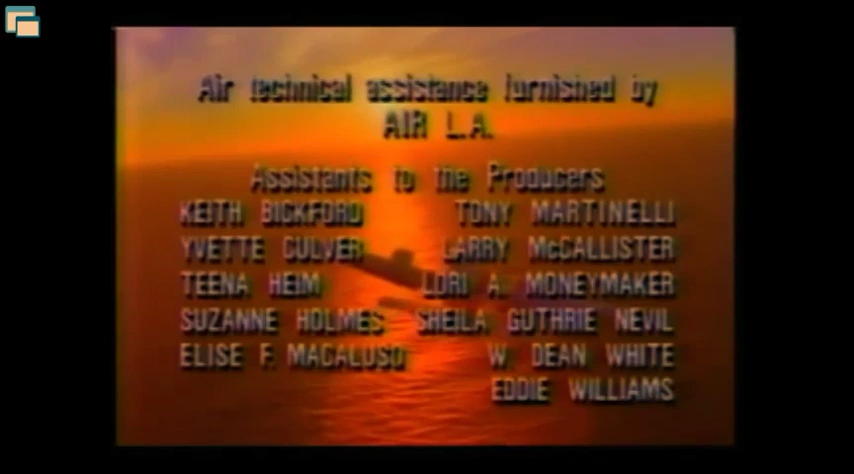 Air technical assistance furnished by
AIR L.A.
Assistants to the Producers
KEITH BICKFORD TONY MARTINELLI
YVETTE CULVER LARRY McCALLISTER
TEENA HEIM LORI A. MONEYMAKER
SUZANNE HOLMES SHEILA GUTHRIE NEVIL
ELISE F. MACALUSO W. DEAN WHITE
EDDIE WILLIAMS